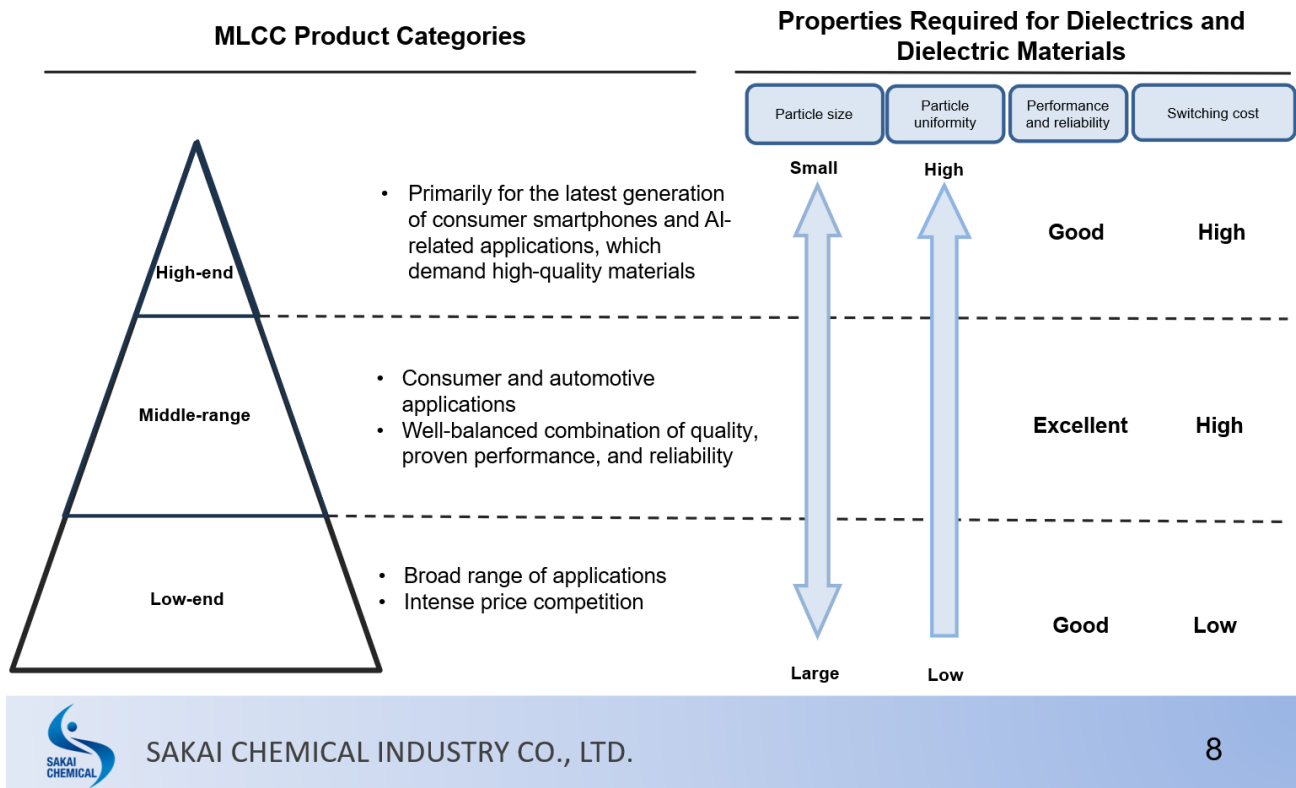 MLCC Product Categories
Properties Required for Dielectrics and
Dielectric Materials
Particle size
Particle
uniformity
Performance
and reliability
Switching cost
Small
High
High-end
• Primarily for the latest generation
of consumer smartphones and AI-
related applications, which
demand high-quality materials
Good
High
Middle-range
• Consumer and automotive
applications
• Well-balanced combination of quality,
proven performance, and reliability
Excellent
High
Low-end
• Broad range of applications
• Intense price competition
Good
Low
Large
Low
SAKAI
CHEMICAL
SAKAI CHEMICAL INDUSTRY CO., LTD.
8